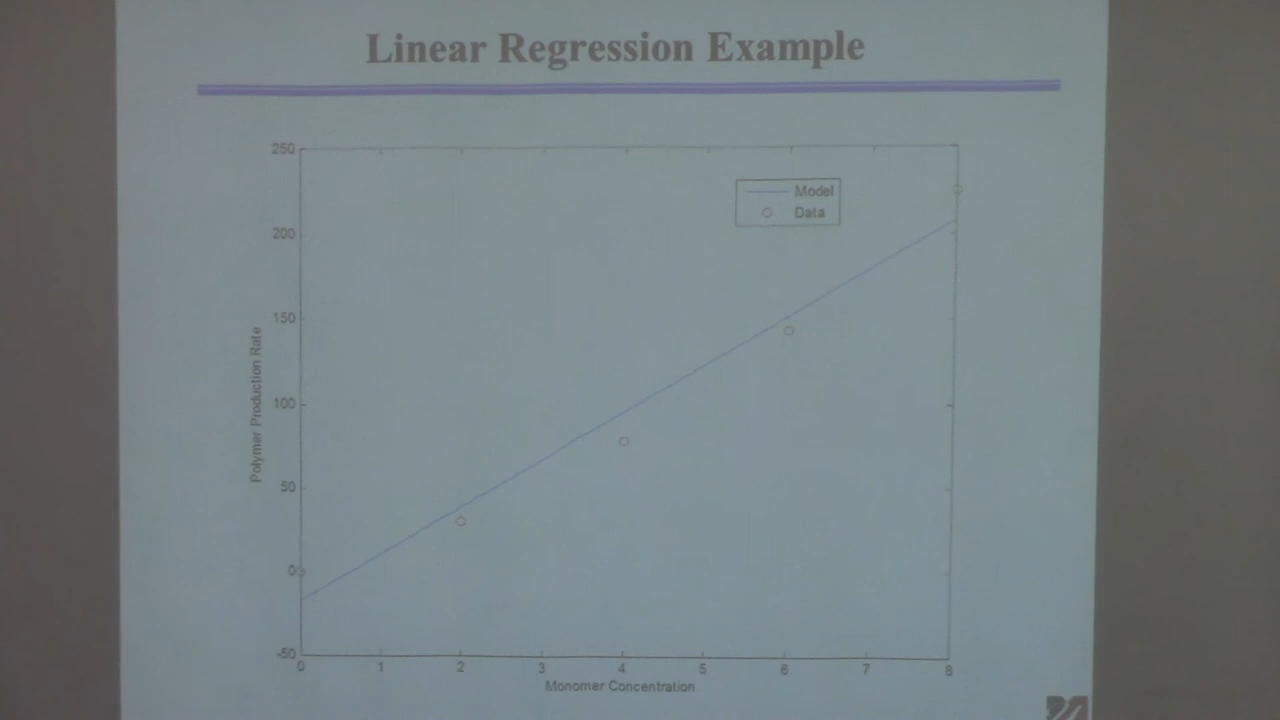 Linear Regression Example
250
200
150
100
50
0
-50
Polymer Production Rate
Model
Data
0 1 2 3 4 5 6 7 8
Monomer Concentration